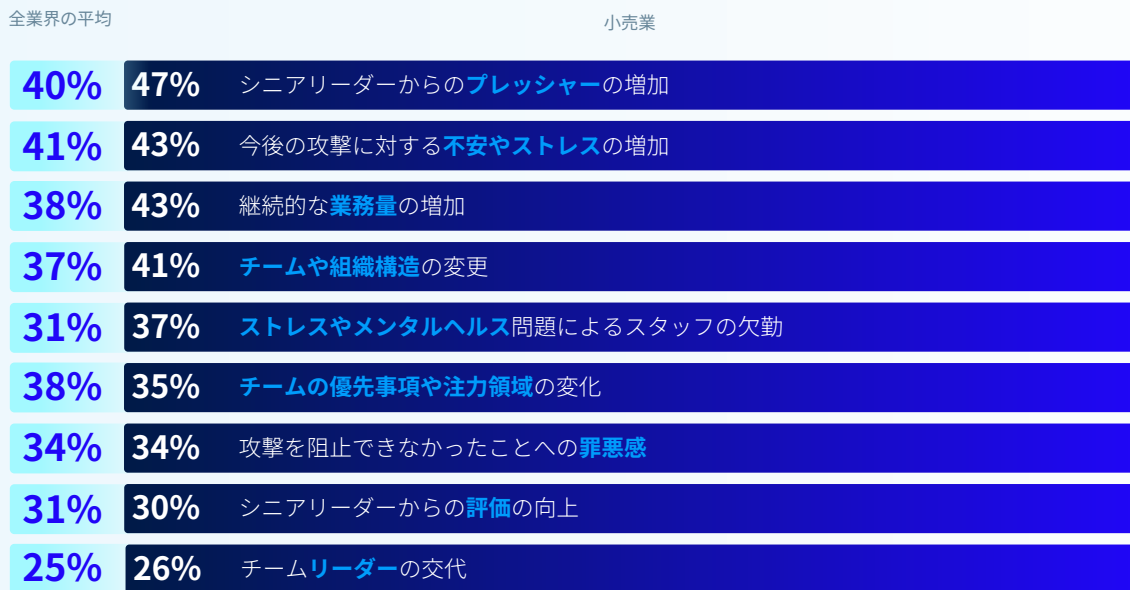 全業界の平均 小売業
40% 47% シニアリーダーからのプレッシャーの増加
41% 43% 今後の攻撃に対する不安やストレスの増加
38% 43% 継続的な業務量の増加
37% 41% チームや組織構造の変更
31% 37% ストレスやメンタルヘルス問題によるスタッフの欠勤
38% 35% チームの優先事項や注力領域の変化
34% 34% 攻撃を阻止できなかったことへの罪悪感
31% 30% シニアリーダーからの評価の向上
25% 26% チームリーダーの交代